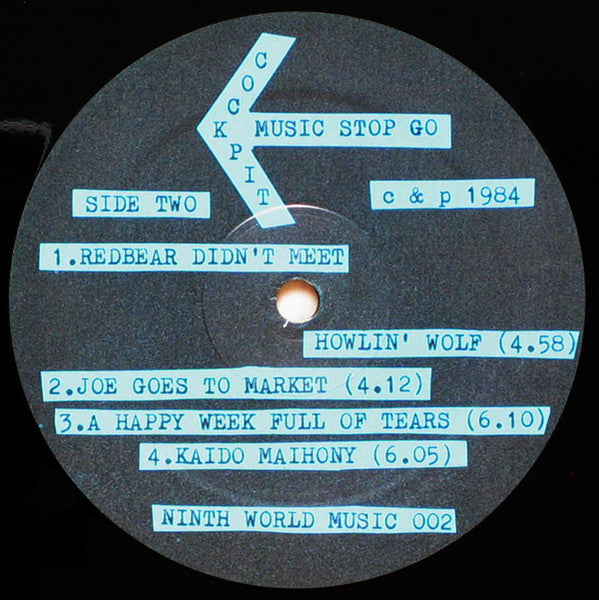 COCKPIT
MUSIC STOP GO
SIDE TWO
c & p 1984
1.REDBEAR DIDN'T MEET
HOWLIN' WOLF (4.58)
2.JOE GOES TO MARKET (4.12)
3.A HAPPY WEEK FULL OF TEARS (6.10)
4.KAIDO MAIHONY (6.05)
NINTH WORLD MUSIC 002